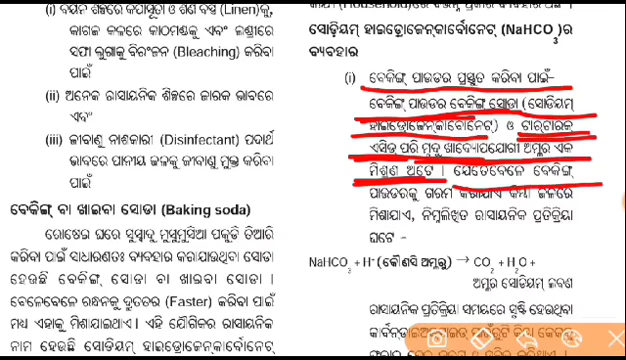 (i) ବୟନ ଶିଳ୍ପରେ କପାସୂତା ଓ ଶଣ ବସ୍ତ୍ର (Linen)କୁ,
କାଗଜ କଳରେ କାଠମଣ୍ଡକୁ ଏବଂ ଲଣ୍ଡ୍ରୀରେ
ସଫା ଲୁଗାକୁ ବିରଂଜନ (Bleaching) କରିବା
ପାଇଁ
(ii) ଅନେକ ରାସାୟନିକ ଶିଳ୍ପରେ ଜାରକ ଭାବରେ
ଏବଂ
(iii) ଜୀବାଣୁ ନାଶକାରୀ (Disinfectant) ପଦାର୍ଥ
ଭାବରେ ପାନୀୟ ଜଳକୁ ଜୀବାଣୁ ମୁକ୍ତ କରିବା
ପାଇଁ
ବେକିଙ୍ଗ୍ ବା ଖାଇବା ସୋଡା (Baking soda)
ରୋଷେଇ ଘରେ ସୁସ୍ୱାଦୁ ମୁସୁମୁସିଆ ପକୁଡ଼ି ତିଆରି
କରିବା ପାଇଁ ସାଧାରଣତଃ ବ୍ୟବହାର କରାଯାଉଥିବା ସୋଡା
ହେଉଛି ବେକିଙ୍ଗ୍ ସୋଡା ବା ଖାଇବା ସୋଡା ।
ବେଳେବେଳେ ରନ୍ଧନକୁ ଦ୍ରୁତତର (Faster) କରିବା ପାଇଁ
ମଧ୍ୟ ଏହାକୁ ମିଶାଯାଇଥାଏ । ଏହି ଯୌଗିକର ରାସାୟନିକ
ନାମ ହେଉଛି ସୋଡ଼ିୟମ୍ ହାଇଡ୍ରୋଜେନ୍‌କାର୍ବୋନେଟ୍
ସୋଡ଼ିୟମ୍ ହାଇଡ୍ରୋଜେନ୍‌କାର୍ବୋନେଟ୍ (NaHCO₃)ର
ବ୍ୟବହାର
(i) ବେକିଙ୍ଗ୍ ପାଉଡର ପ୍ରସ୍ତୁତ କରିବା ପାଇଁ-
ବେକିଙ୍ଗ୍ ପାଉଡର ବେକିଙ୍ଗ୍ ସୋଡା (ସୋଡିୟମ୍
ହାଇଡ୍ରୋଜେନ୍‌କାର୍ବୋନେଟ୍) ଓ ଟାର୍‌ଟାରିକ୍
ଏସିଡ୍ ପରି ମୃଦୁ ଖାଦ୍ୟୋପଯୋଗୀ ଅମ୍ଳର ଏକ
ମିଶ୍ରଣ ଅଟେ । ଯେତେବେଳେ ବେକିଙ୍ଗ୍
ପାଉଡରକୁ ଗରମ କରାଯାଏ କିମ୍ବା ଜଳରେ
ମିଶାଯାଏ, ନିମ୍ନଲିଖିତ ରାସାୟନିକ ପ୍ରତିକ୍ରିୟା
ଘଟେ -
NaHCO₃ + H⁺ (କୌଣସି ଅମ୍ଳରୁ) → CO₂ + H₂O +
ଅମ୍ଳର ସୋଡିୟମ୍ ଲବଣ
ରାସାୟନିକ ପ୍ରତିକ୍ରିୟା ସମୟରେ ସୃଷ୍ଟି ହେଉଥିବା